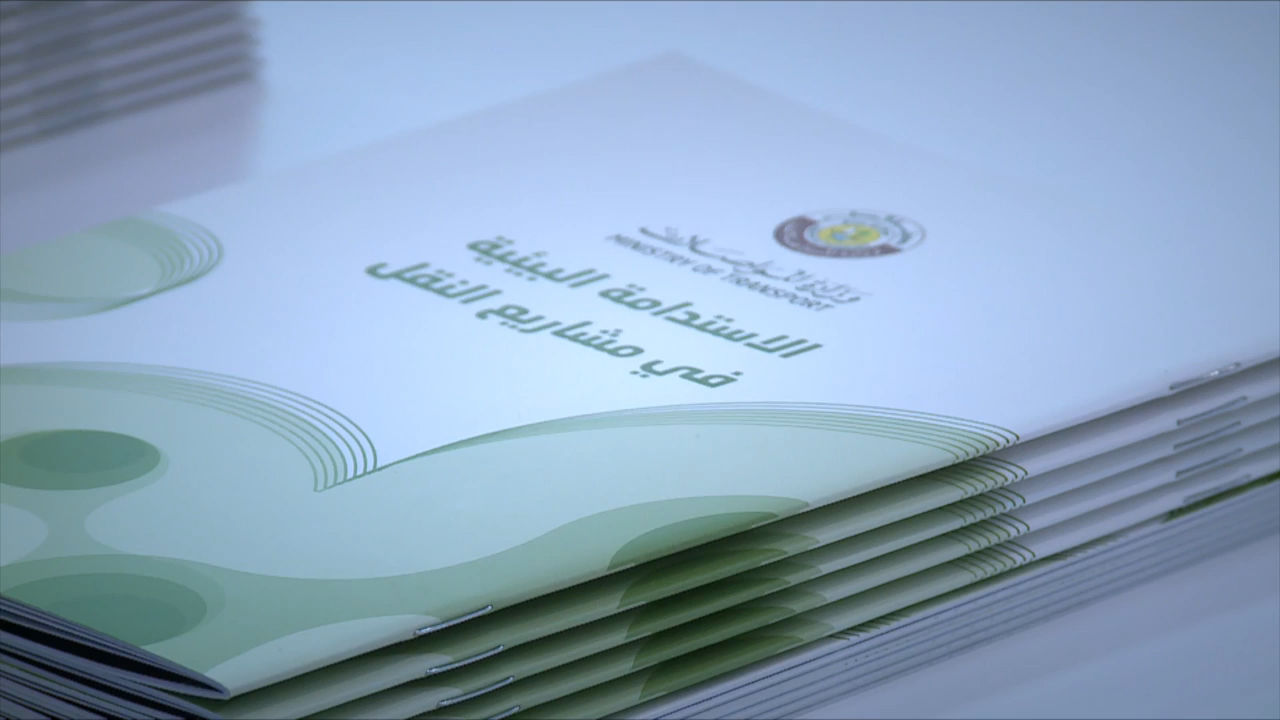 وزارة المواصلات
MINISTRY OF TRANSPORT
الاستدامة البيئية
في مشاريع النقل